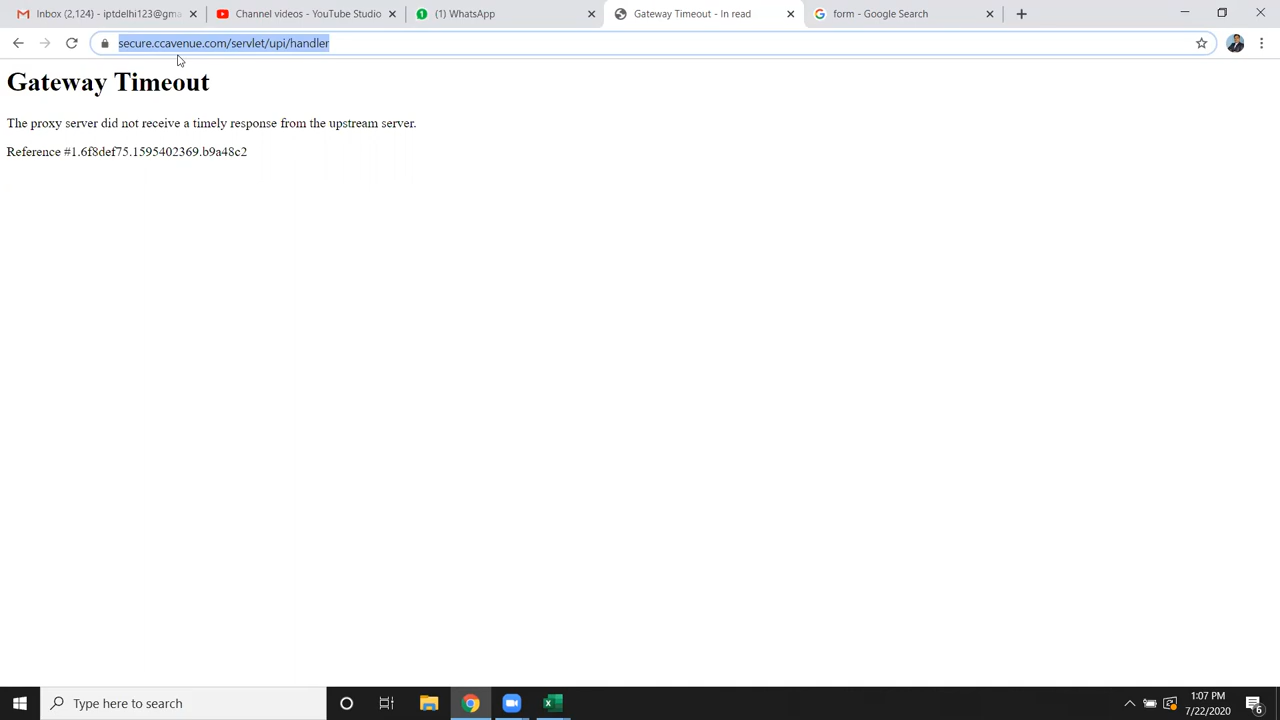 Inbox (2,124) - iptdelhi123@gma
Channel videos - YouTube Studio
(1) WhatsApp
Gateway Timeout - In read
form - Google Search
secure.ccavenue.com/servlet/upi/handler
Gateway Timeout
The proxy server did not receive a timely response from the upstream server.
Reference #1.6f8def75.1595402369.b9a48c2
Type here to search
1:07 PM
7/22/2020
6